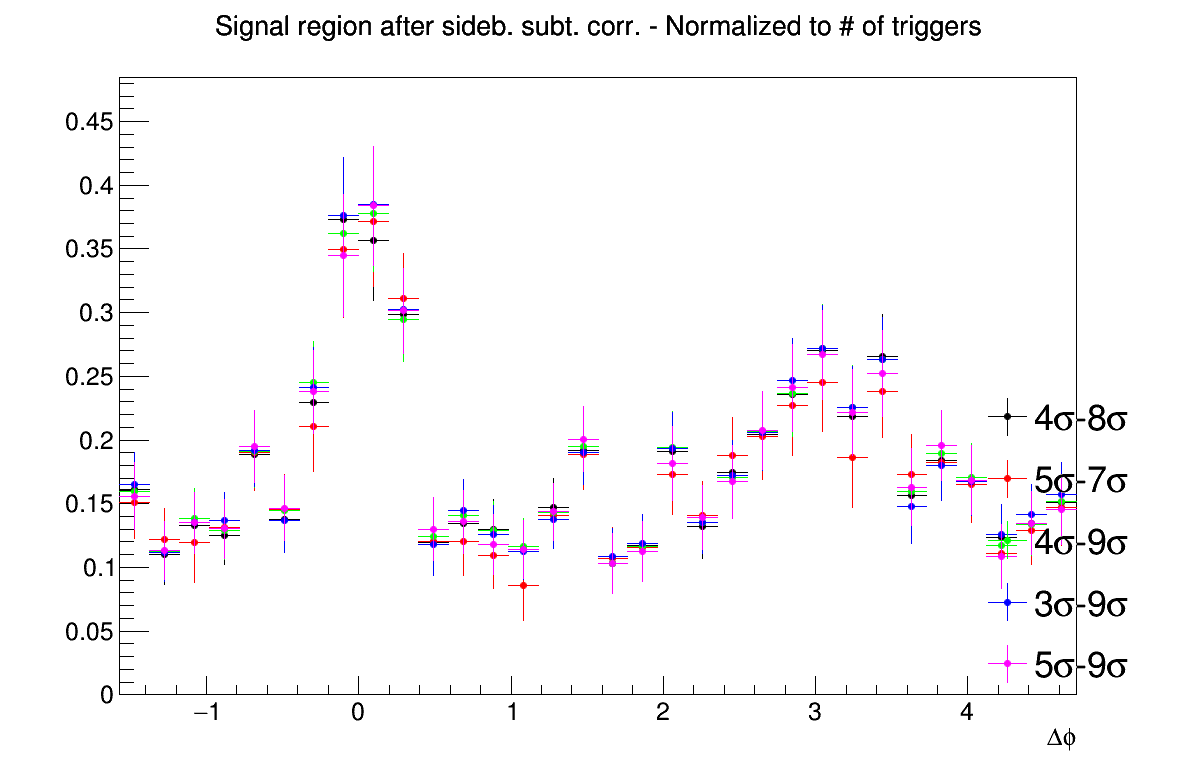 Signal region after sideb. subt. corr. - Normalized to # of triggers
0.45
0.4
0.35
0.3
0.25
0.2
0.15
0.1
0.05
0
4σ-8σ
5σ-7σ
4σ-9σ
3σ-9σ
5σ-9σ
−1 0 1 2 3 4
Δϕ